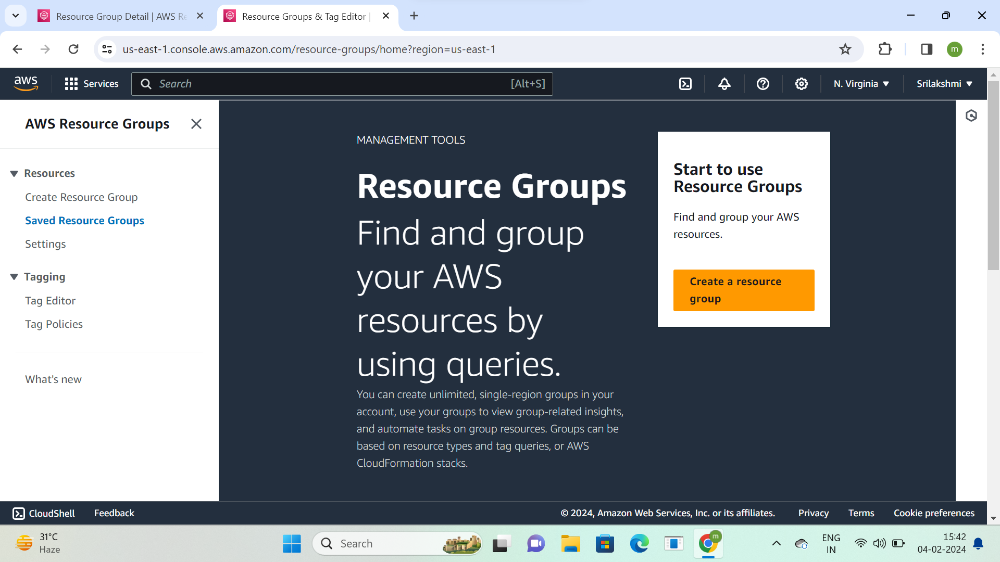 Resource Group Detail | AWS Re
Resource Groups & Tag Editor |
us-east-1.console.aws.amazon.com/resource-groups/home?region=us-east-1
m
aws
Services
Search
[Alt+S]
N. Virginia
Srilakshmi
AWS Resource Groups
Resources
Create Resource Group
Saved Resource Groups
Settings
Tagging
Tag Editor
Tag Policies
What's new
MANAGEMENT TOOLS
Resource Groups
Find and group
your AWS
resources by
using queries.
You can create unlimited, single-region groups in your
account, use your groups to view group-related insights,
and automate tasks on group resources. Groups can be
based on resource types and tag queries, or AWS
CloudFormation stacks.
Start to use
Resource Groups
Find and group your AWS
resources.
Create a resource
group
CloudShell
Feedback
© 2024, Amazon Web Services, Inc. or its affiliates.
Privacy
Terms
Cookie preferences
31°C
Haze
Search
m
ENG
IN
15:42
04-02-2024